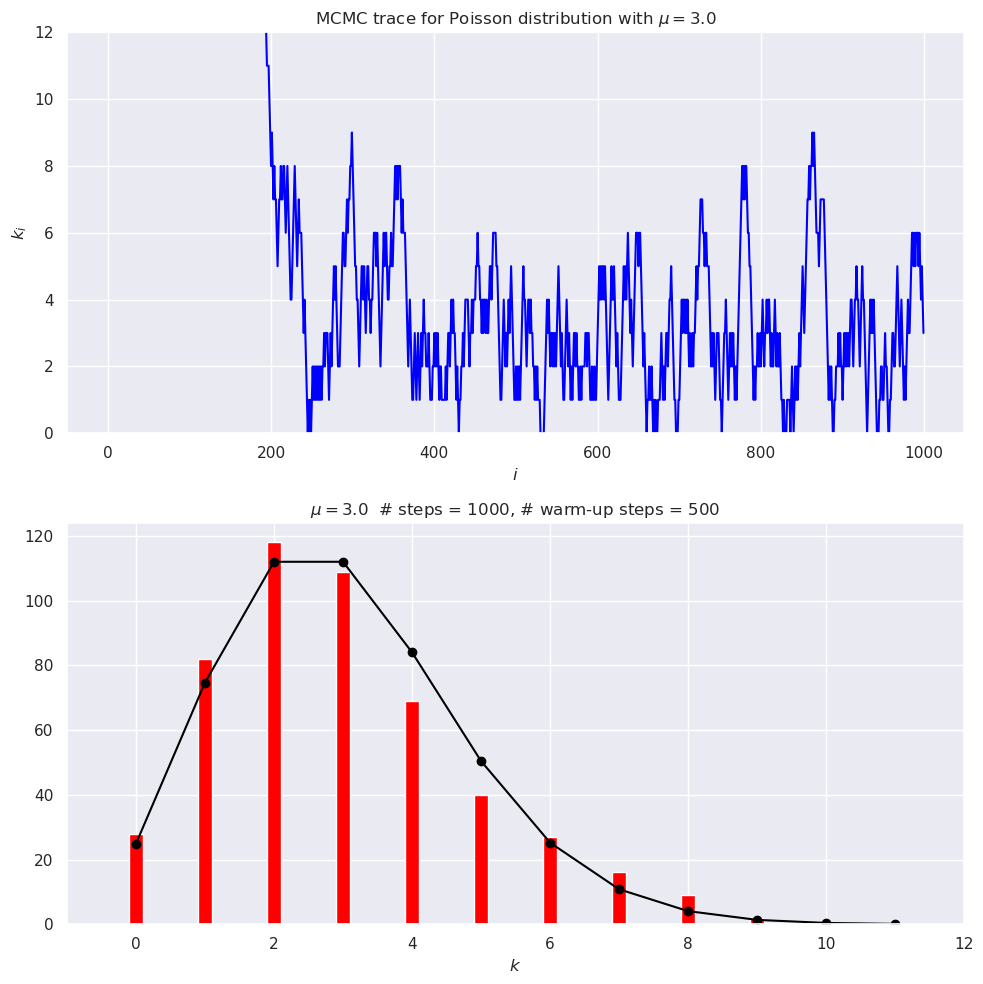 MCMC trace for Poisson distribution with μ = 3.0
12
10
8
6
4
2
0
k_i
0 200 400 600 800 1000
i
μ = 3.0 # steps = 1000, # warm-up steps = 500
120
100
80
60
40
20
0
0 2 4 6 8 10 12
k